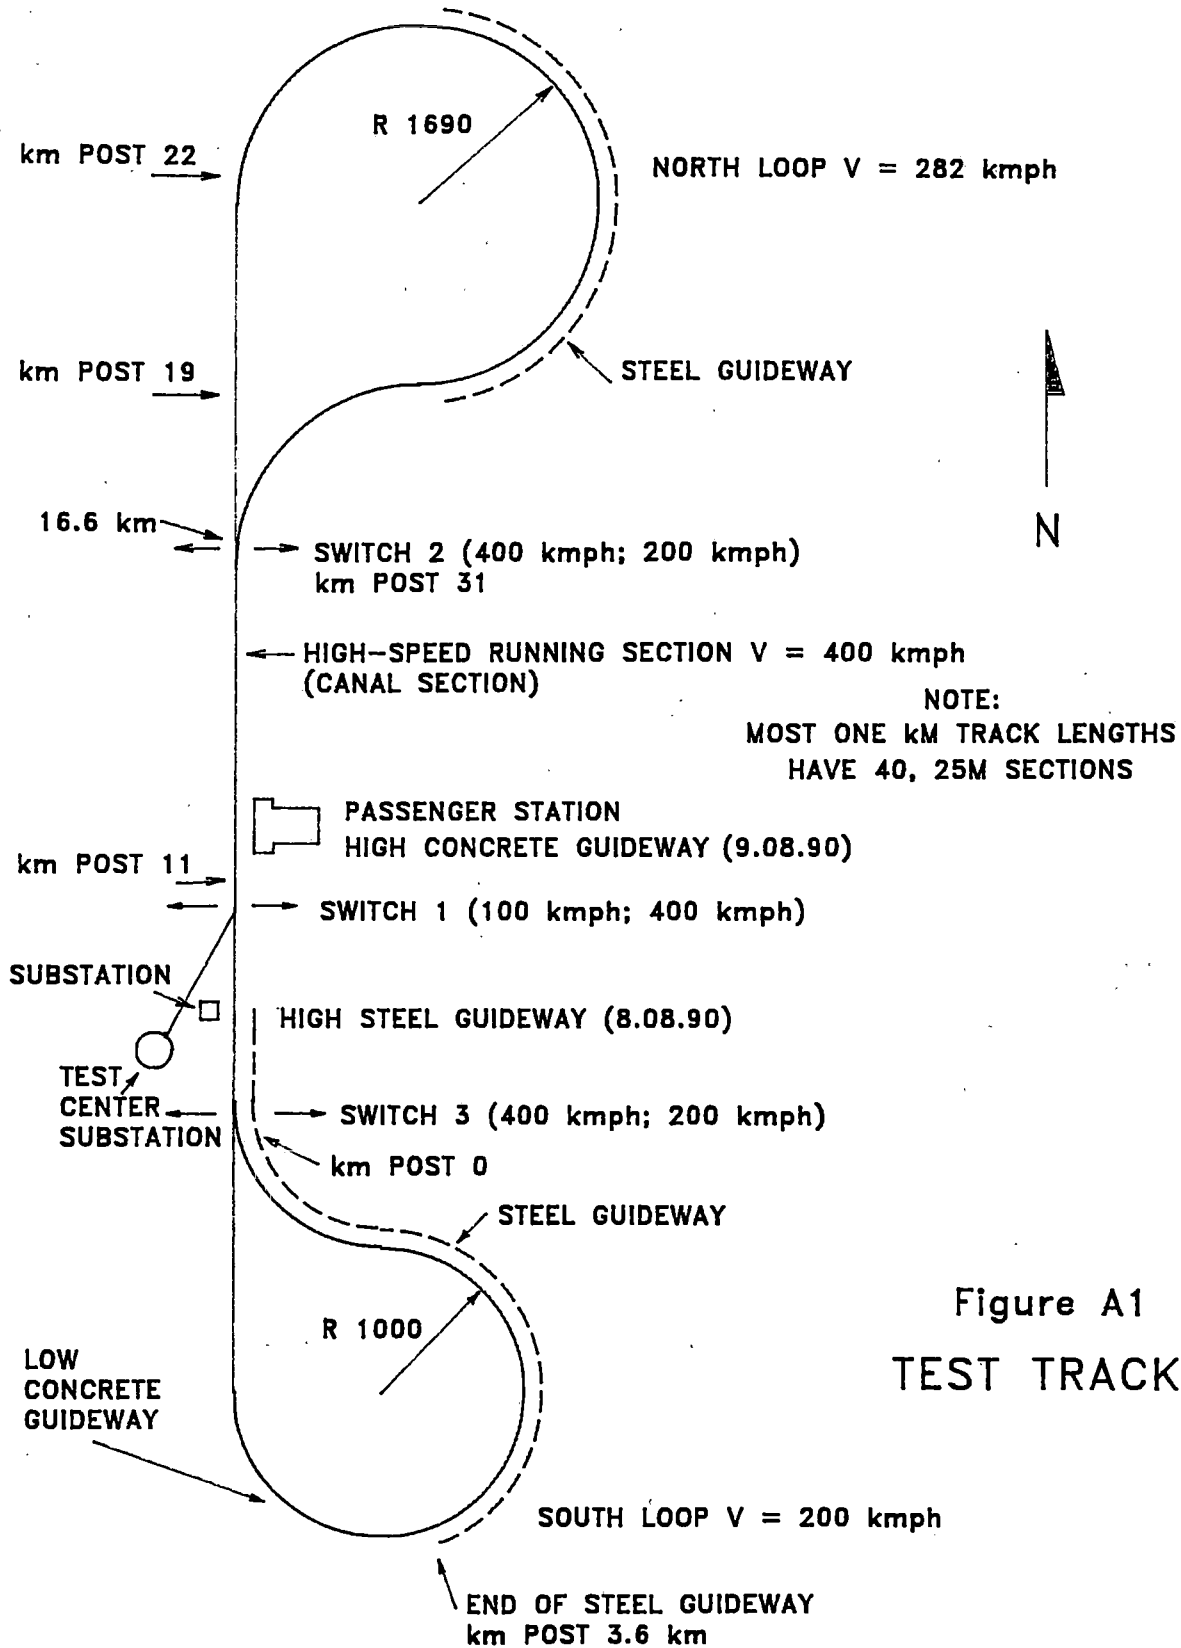 R 1690
km POST 22
NORTH LOOP V = 282 kmph
km POST 19
STEEL GUIDEWAY
16.6 km
N
SWITCH 2 (400 kmph; 200 kmph)
km POST 31
HIGH-SPEED RUNNING SECTION V = 400 kmph
(CANAL SECTION)
NOTE:
MOST ONE kM TRACK LENGTHS
HAVE 40, 25M SECTIONS
PASSENGER STATION
HIGH CONCRETE GUIDEWAY (9.08.90)
km POST 11
SWITCH 1 (100 kmph; 400 kmph)
SUBSTATION
HIGH STEEL GUIDEWAY (8.08.90)
TEST
CENTER
SUBSTATION
SWITCH 3 (400 kmph; 200 kmph)
km POST 0
STEEL GUIDEWAY
R 1000
Figure A1
TEST TRACK
LOW
CONCRETE
GUIDEWAY
SOUTH LOOP V = 200 kmph
END OF STEEL GUIDEWAY
km POST 3.6 km